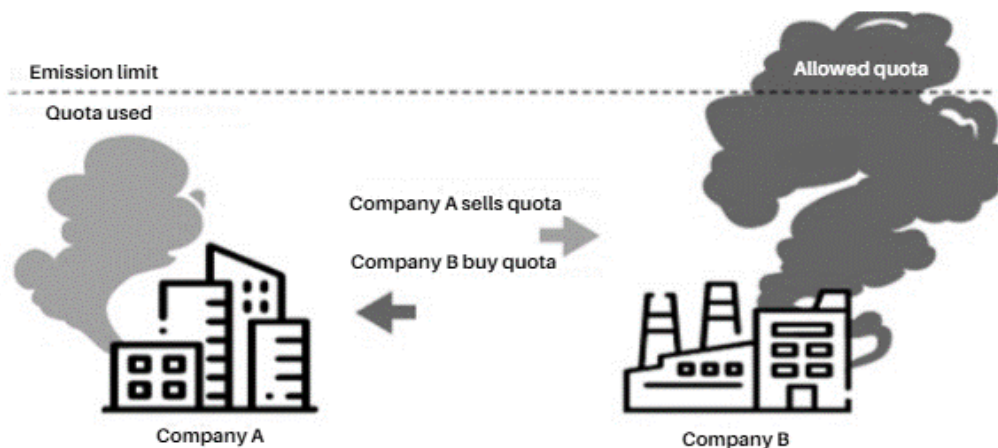 Emission limit
Allowed quota
Quota used
Company A sells quota
Company B buy quota
Company A
Company B